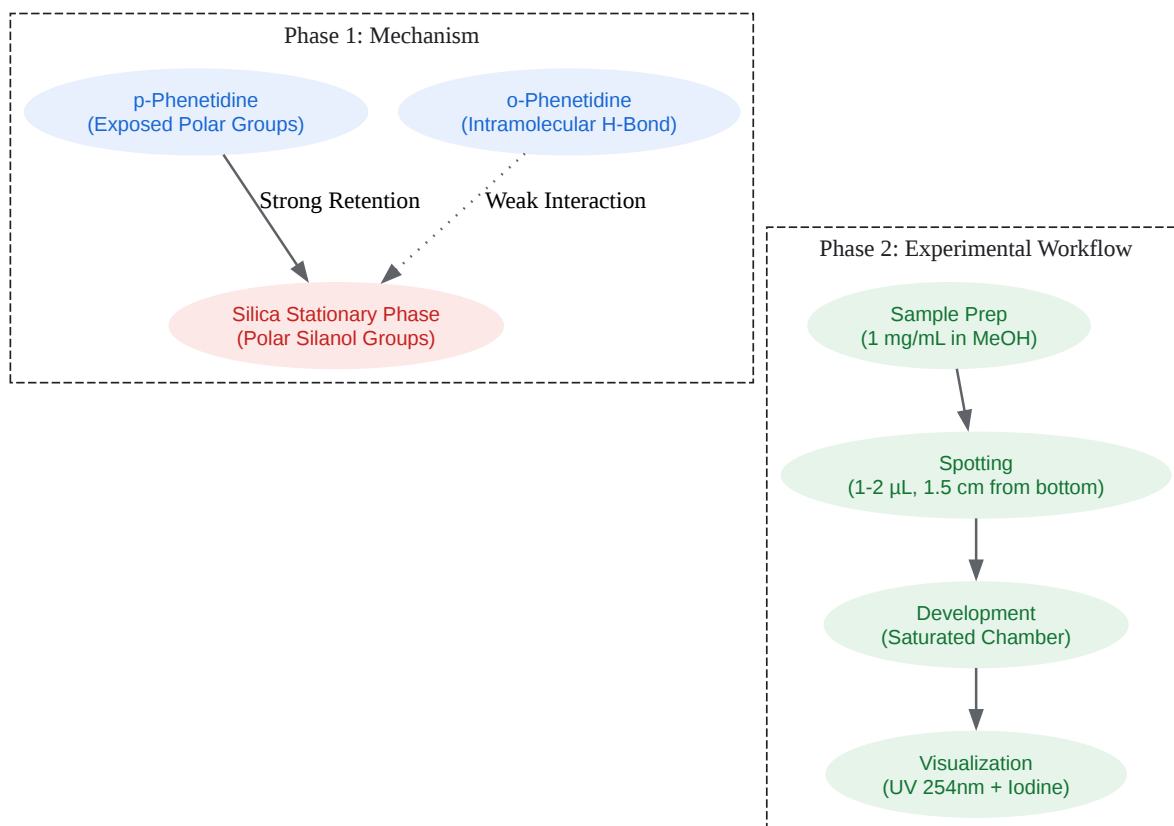 Phase 1: Mechanism
p-Phenetidine
(Exposed Polar Groups)
o-Phenetidine
(Intramolecular H-Bond)
Strong Retention
Weak Interaction
Silica Stationary Phase
(Polar Silanol Groups)
Phase 2: Experimental Workflow
Sample Prep
(1 mg/mL in MeOH)
Spotting
(1-2 µL, 1.5 cm from bottom)
Development
(Saturated Chamber)
Visualization
(UV 254nm + Iodine)